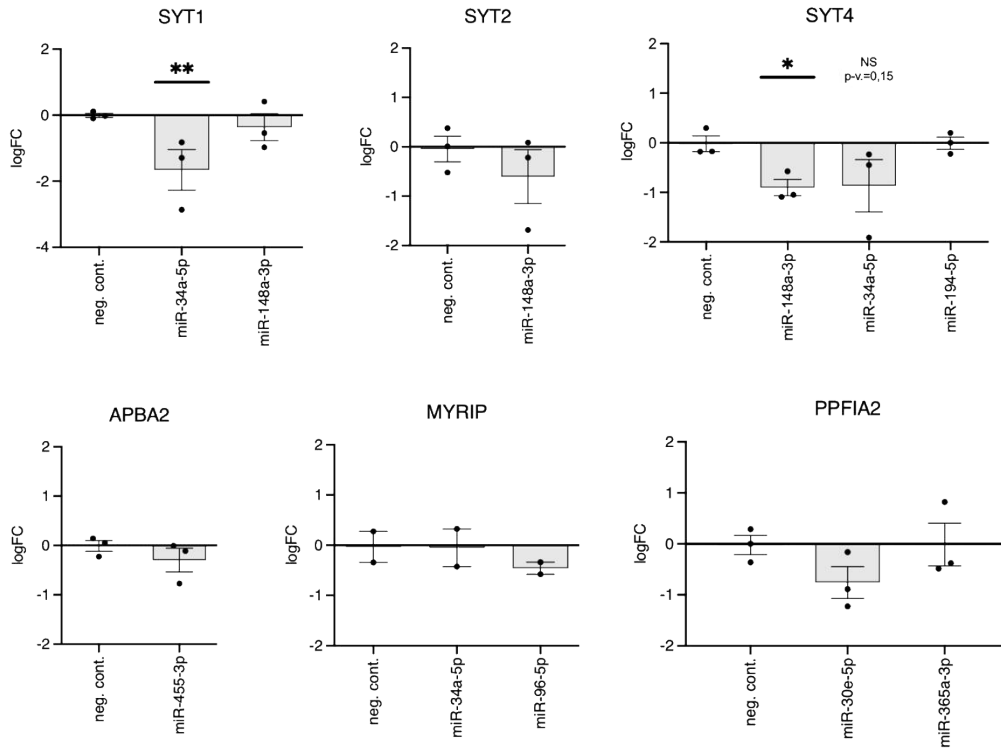 SYT1
logFC
2
0
-2
-4
**
neg. cont.
miR-34a-5p
miR-148a-3p
SYT2
logFC
2
1
0
-1
-2
neg. cont.
miR-148a-3p
SYT4
logFC
2
1
0
-1
-2
*
NS
p-v.=0,15
neg. cont.
miR-148a-3p
miR-34a-5p
miR-194-5p
APBA2
logFC
2
1
0
-1
-2
neg. cont.
miR-455-3p
MYRIP
logFC
2
1
0
-1
-2
neg. cont.
miR-34a-5p
miR-96-5p
PPFIA2
logFC
2
1
0
-1
-2
neg. cont.
miR-30e-5p
miR-365a-3p